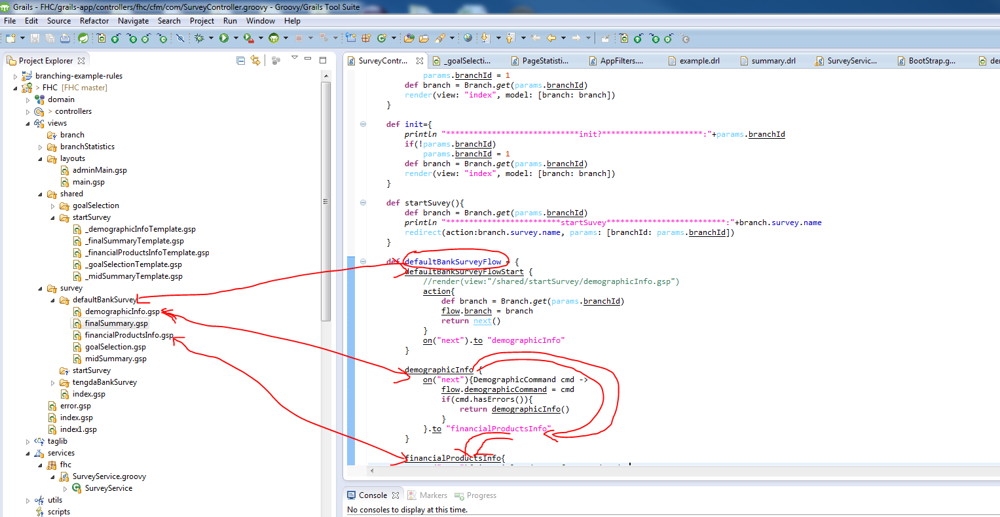 Grails - FHC/grails-app/controllers/fhc/cfm/com/SurveyController.groovy - Groovy/Grails Tool Suite
File Edit Source Refactor Navigate Search Project Run Window Help
Project Explorer
branching-example-rules
> FHC [FHC master]
domain
> controllers
views
branch
branchStatistics
layouts
adminMain.gsp
main.gsp
shared
goalSelection
startSurvey
_demographicInfoTemplate.gsp
_finalSummaryTemplate.gsp
_financialProductsInfoTemplate.gsp
_goalSelectionTemplate.gsp
_midSummaryTemplate.gsp
survey
defaultBankSurvey
demographicInfo.gsp
finalSummary.gsp
financialProductsInfo.gsp
goalSelection.gsp
midSummary.gsp
startSurvey
tengdaBankSurvey
index.gsp
error.gsp
index.gsp
index1.gsp
taglib
services
fhc
SurveyService.groovy
SurveyService
utils
scripts
SurveyContr... _goalSelecti... PageStatisti... AppFilters.... example.drl summary.drl SurveyServic... BootStrap.g... de
params.branchId = 1
def branch = Branch.get(params.branchId)
render(view: "index", model: [branch: branch])
}
def init={
println "*****************************init?**********************:"+params.branchId
if(!params.branchId)
params.branchId = 1
def branch = Branch.get(params.branchId)
render(view: "index", model: [branch: branch])
}
def startSuvey(){
def branch = Branch.get(params.branchId)
println "*************************startSuvey**************************:"+branch.survey.name
redirect(action:branch.survey.name, params: [branchId: params.branchId])
}
def defaultBankSurveyFlow = {
defaultBankSurveyFlowStart {
//render(view:"/shared/startSurvey/demographicInfo.gsp")
action{
def branch = Branch.get(params.branchId)
flow.branch = branch
return next()
}
on("next").to "demographicInfo"
}
demographicInfo {
on("next"){DemographicCommand cmd ->
flow.demographicCommand = cmd
if(cmd.hasErrors()){
return demographicInfo()
}
}.to "financialProductsInfo"
}
financialProductsInfo{
Console Markers Progress
No consoles to display at this time.